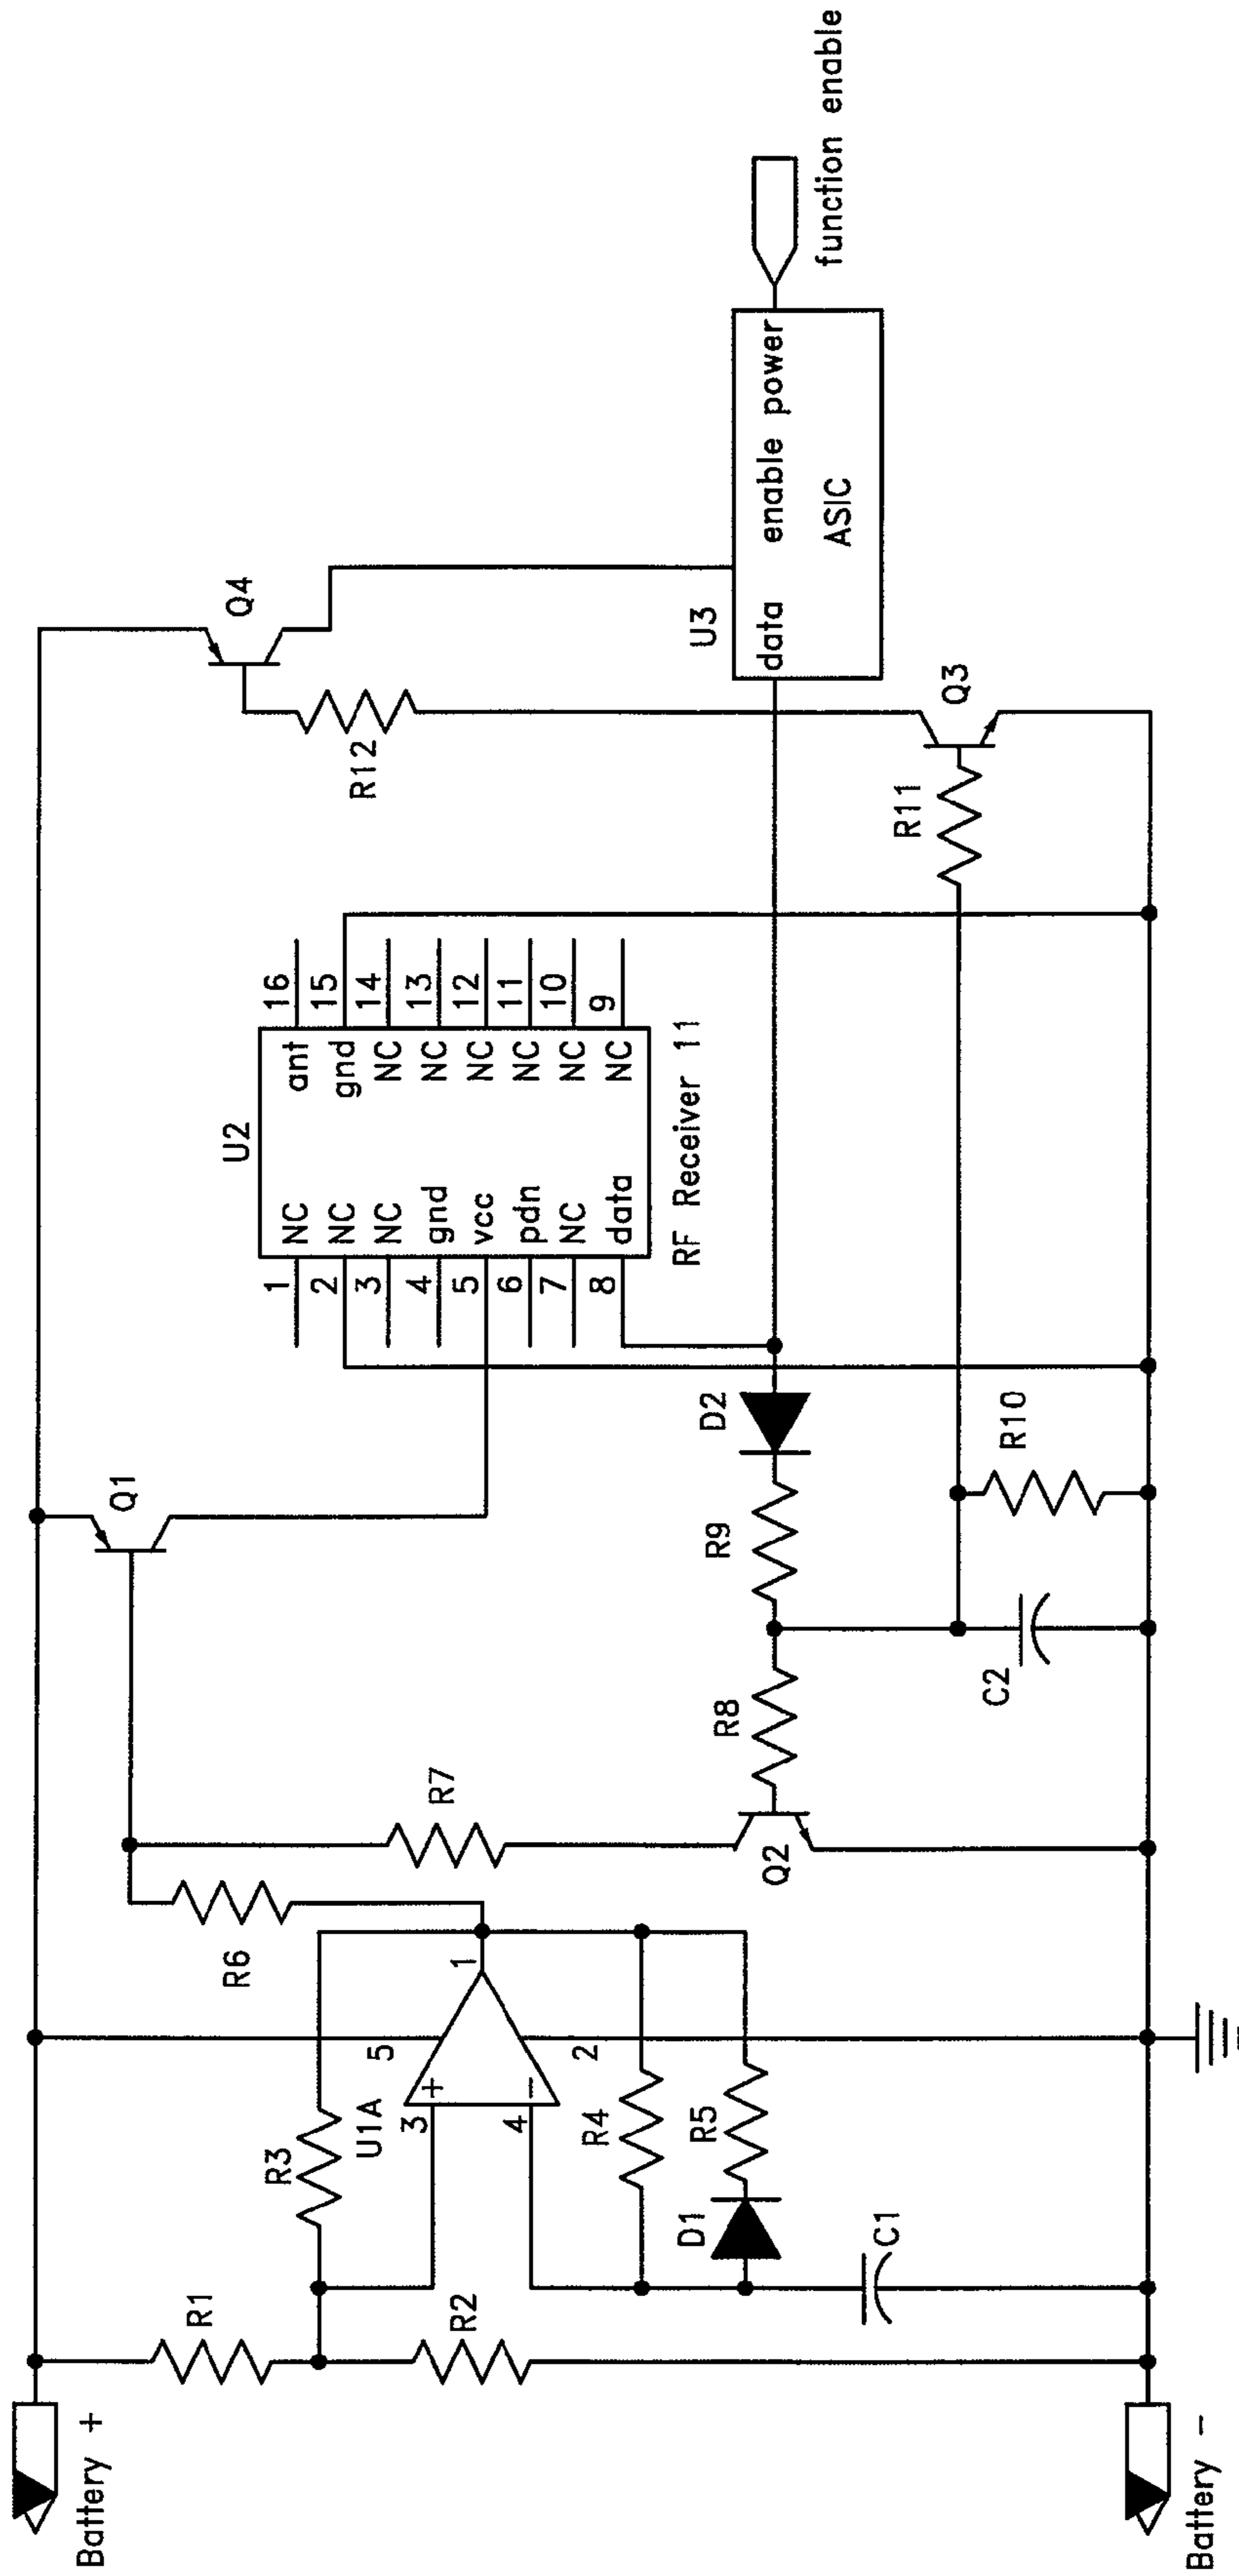 Battery +
Battery -
R1
R2
R3
U1A
3
+
4
-
5
2
1
R4
R5
D1
C1
R6
R7
Q2
R8
R9
D2
C2
R10
Q1
U2
1 NC
2 NC
3 NC
4 gnd
5 vcc
6 pdn
7 NC
8 data
ant 16
gnd 15
NC 14
NC 13
NC 12
NC 11
NC 10
NC 9
RF Receiver 11
R11
Q3
R12
Q4
U3
data enable power
ASIC
function enable